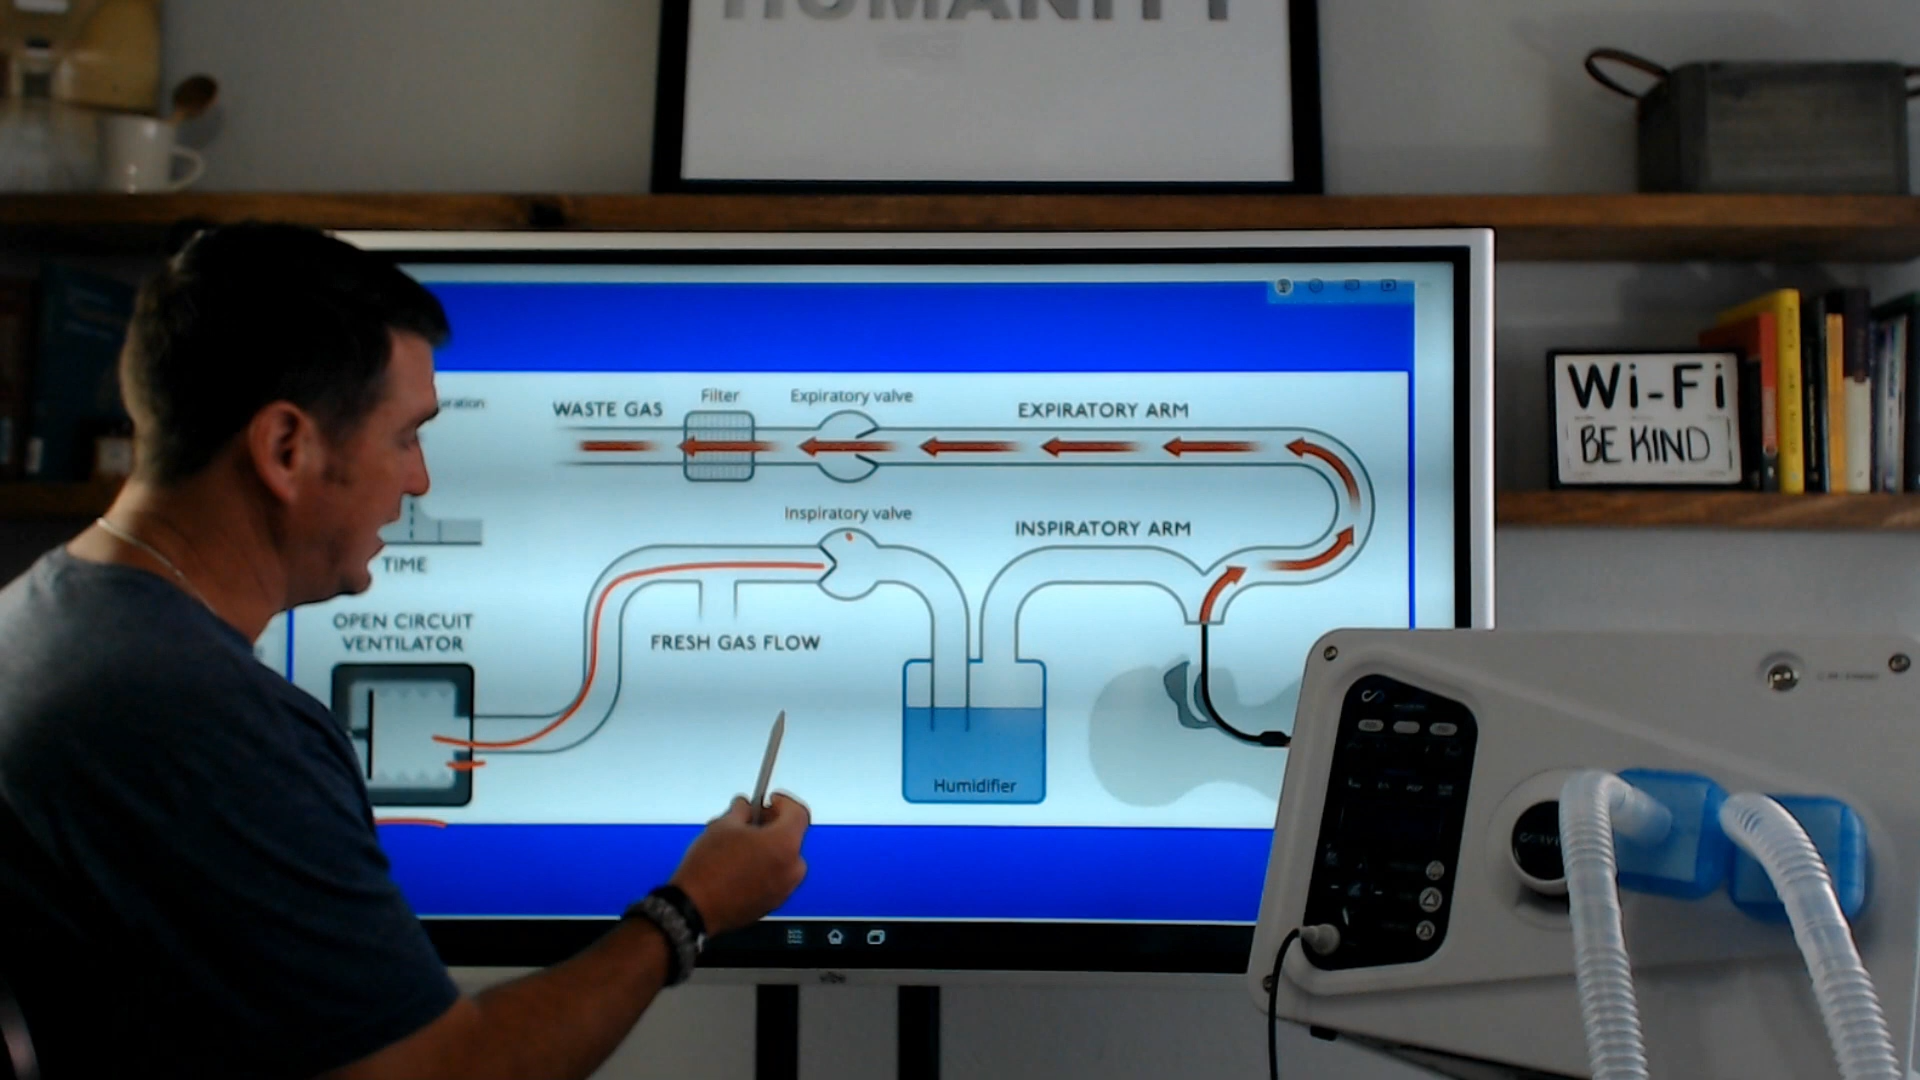 HUMANITY
WASTE GAS
Filter
Expiratory valve
EXPIRATORY ARM
Wi-Fi
BE KIND
Inspiratory valve
INSPIRATORY ARM
TIME
OPEN CIRCUIT
VENTILATOR
FRESH GAS FLOW
Humidifier
vibe